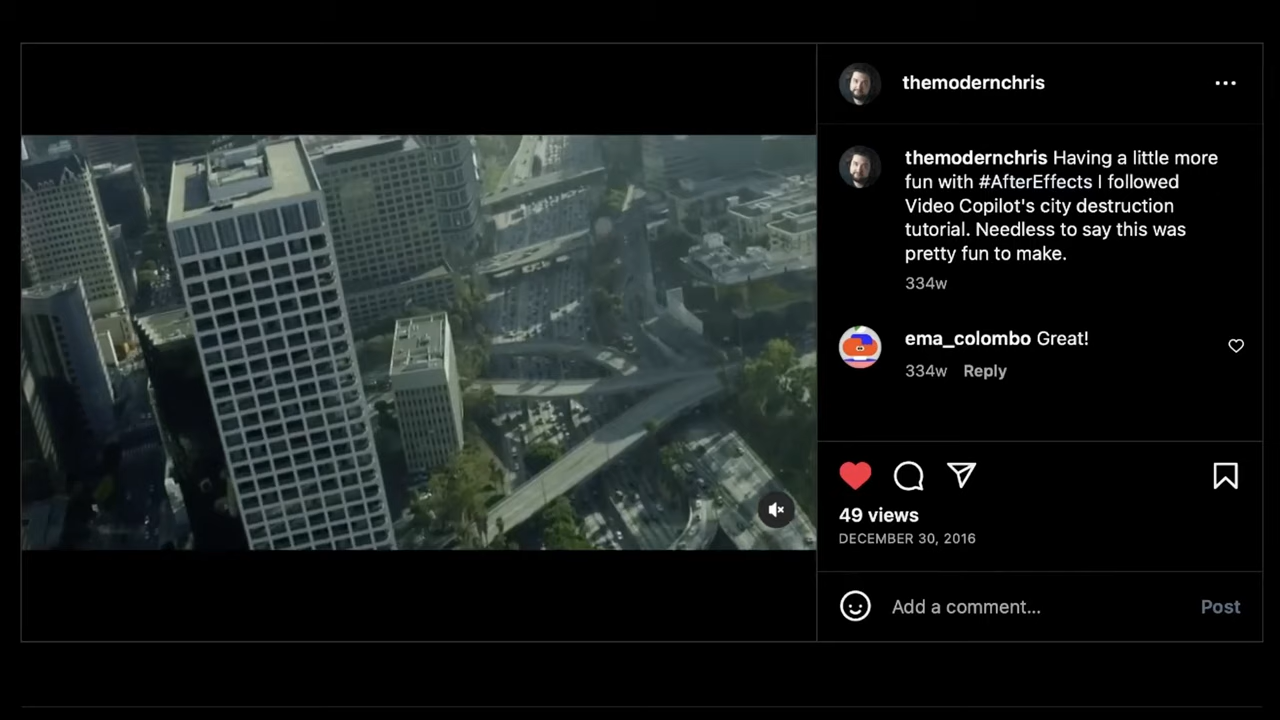 themodernchris
themodernchris Having a little more
fun with #AfterEffects I followed
Video Copilot's city destruction
tutorial. Needless to say this was
pretty fun to make.
334w
ema_colombo Great!
334w Reply
49 views
DECEMBER 30, 2016
Add a comment... Post